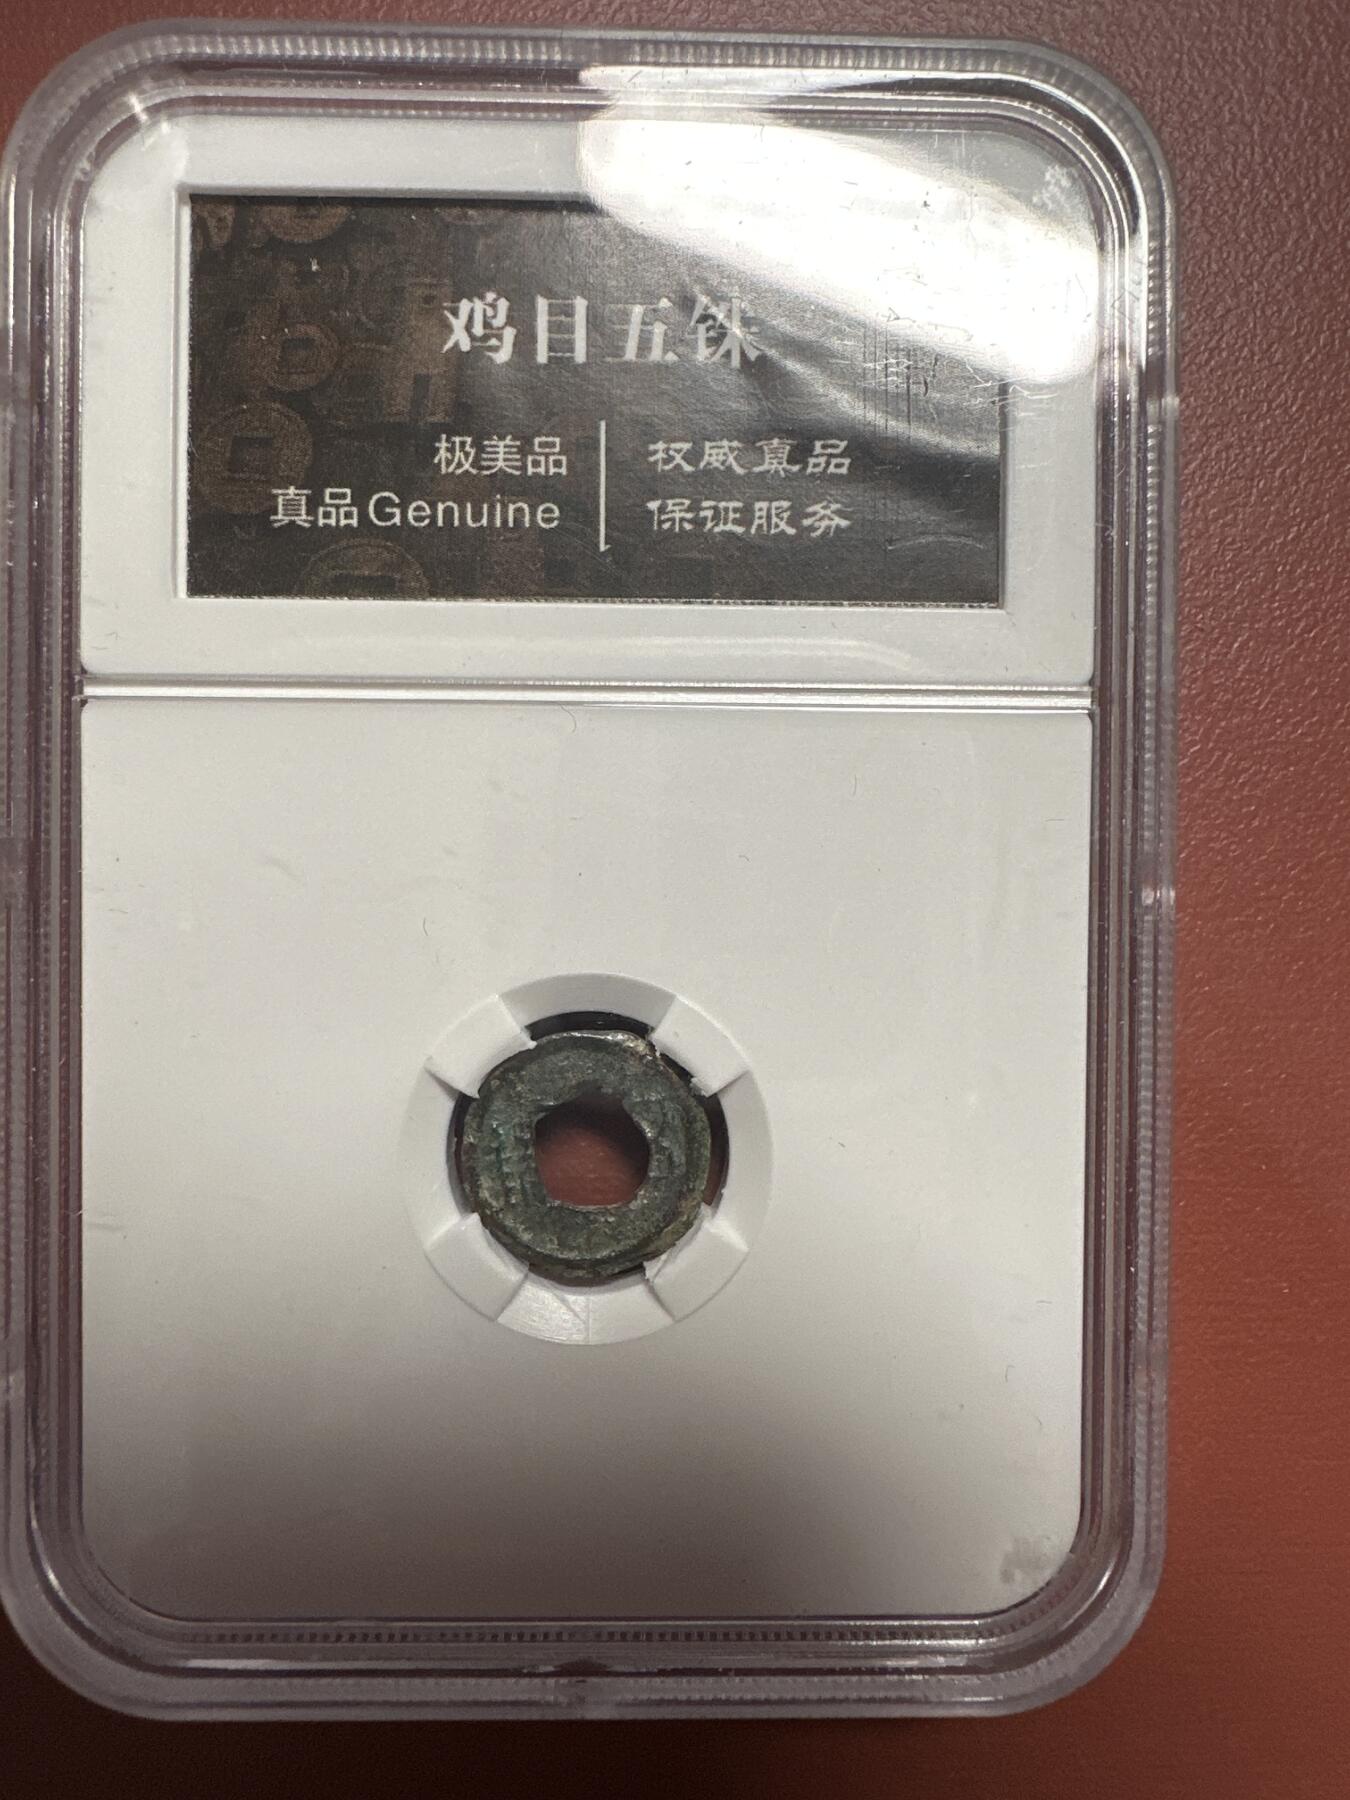 鸡目五铢
极美品
真品Genuine
权威真品
保证服务